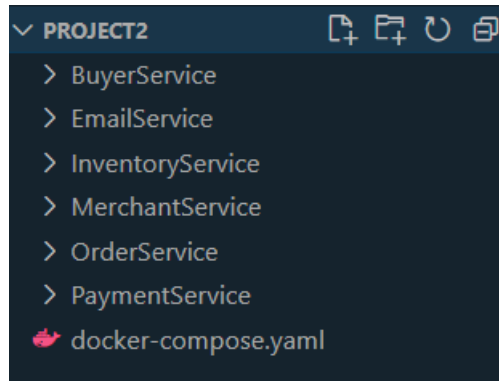 PROJECT2
BuyerService
EmailService
InventoryService
MerchantService
OrderService
PaymentService
docker-compose.yaml